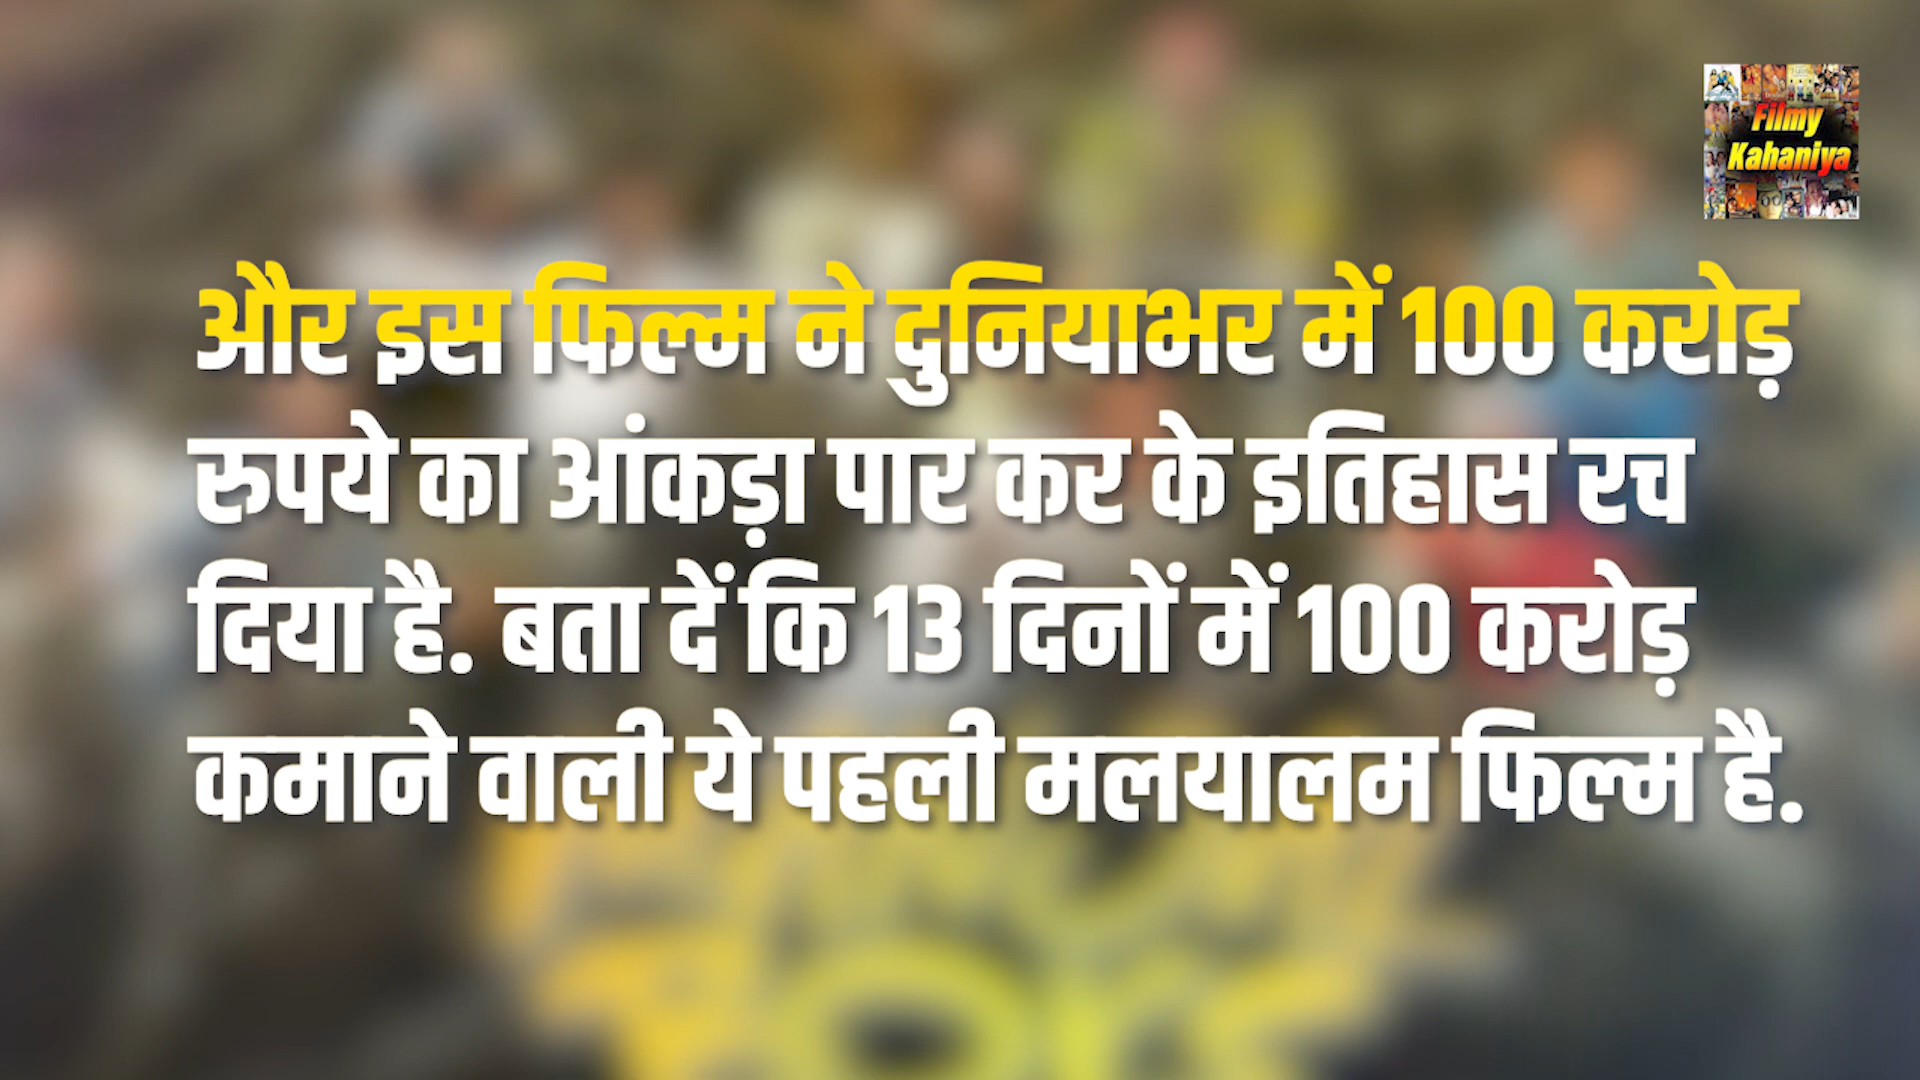 Filmy
Kahaniya
और इस फिल्म ने दुनियाभर में 100 करोड़
रुपये का आंकड़ा पार कर के इतिहास रच
दिया है. बता दें कि 13 दिनों में 100 करोड़
कमाने वाली ये पहली मलयालम फिल्म है.